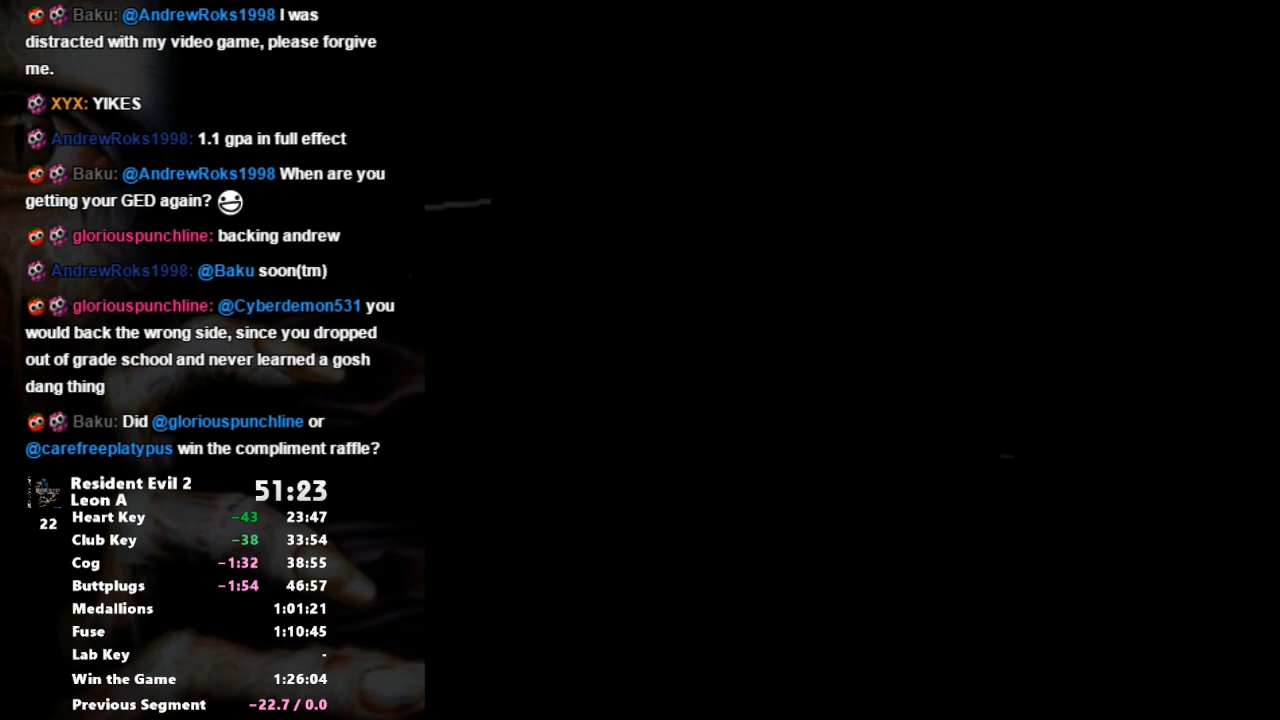 Baku: @AndrewRoks1998 I was
distracted with my video game, please forgive
me.
XYX: YIKES
AndrewRoks1998: 1.1 gpa in full effect
Baku: @AndrewRoks1998 When are you
getting your GED again?
gloriouspunchline: backing andrew
AndrewRoks1998: @Baku soon(tm)
gloriouspunchline: @Cyberdemon531 you
would back the wrong side, since you dropped
out of grade school and never learned a gosh
dang thing
Baku: Did @gloriouspunchline or
@carefreeplatypus win the compliment raffle?
Resident Evil 2
Leon A 51:23
22
Heart Key -43 23:47
Club Key -38 33:54
Cog -1:32 38:55
Buttplugs -1:54 46:57
Medallions 1:01:21
Fuse 1:10:45
Lab Key -
Win the Game 1:26:04
Previous Segment -22.7 / 0.0